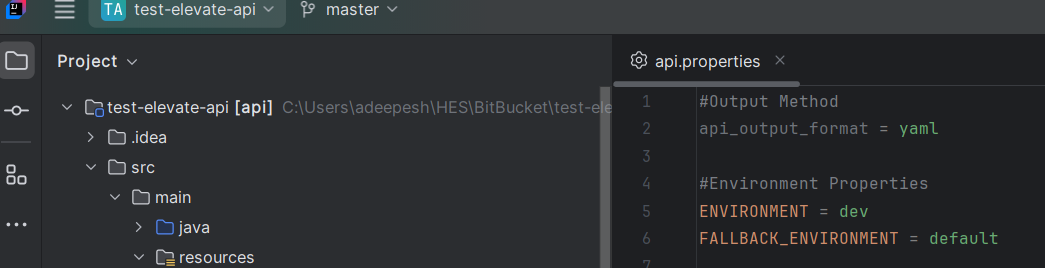 TA test-elevate-api master
Project
test-elevate-api [api] C:\Users\adeepesh\HES\BitBucket\test-ele
.idea
src
main
java
resources
api.properties
1 #Output Method
2 api_output_format = yaml
3
4 #Environment Properties
5 ENVIRONMENT = dev
6 FALLBACK_ENVIRONMENT = default